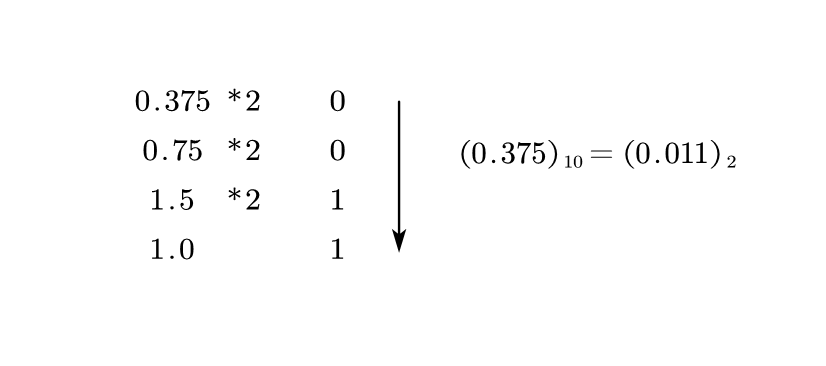 0.375 *2 0
0.75 *2 0
1.5 *2 1
1.0 1
(0.375)₁₀ = (0.011)₂